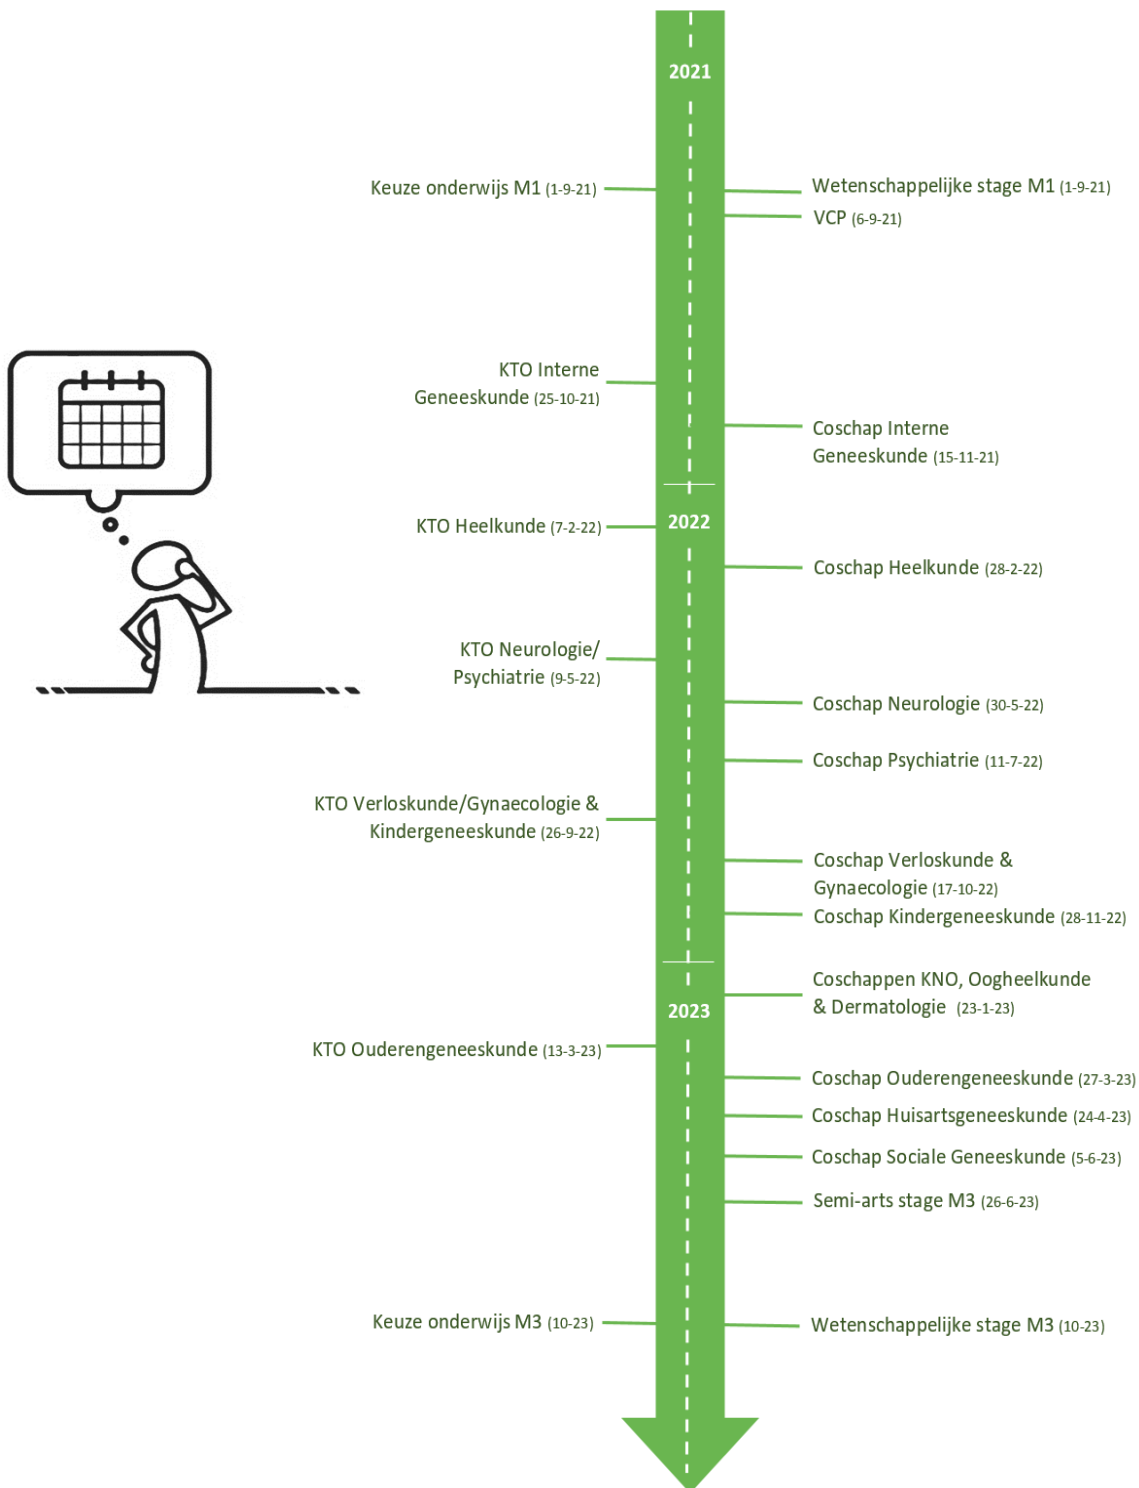 2021
Keuze onderwijs M1 (1-9-21)
Wetenschappelijke stage M1 (1-9-21)
VCP (6-9-21)
KTO Interne
Geneeskunde (25-10-21)
Coschap Interne
Geneeskunde (15-11-21)
2022
KTO Heelkunde (7-2-22)
Coschap Heelkunde (28-2-22)
KTO Neurologie/
Psychiatrie (9-5-22)
Coschap Neurologie (30-5-22)
Coschap Psychiatrie (11-7-22)
KTO Verloskunde/Gynaecologie &
Kindergeneeskunde (26-9-22)
Coschap Verloskunde &
Gynaecologie (17-10-22)
Coschap Kindergeneeskunde (28-11-22)
Coschappen KNO, Oogheelkunde
& Dermatologie (23-1-23)
2023
KTO Ouderengeneeskunde (13-3-23)
Coschap Ouderengeneeskunde (27-3-23)
Coschap Huisartsgeneeskunde (24-4-23)
Coschap Sociale Geneeskunde (5-6-23)
Semi-arts stage M3 (26-6-23)
Keuze onderwijs M3 (10-23)
Wetenschappelijke stage M3 (10-23)